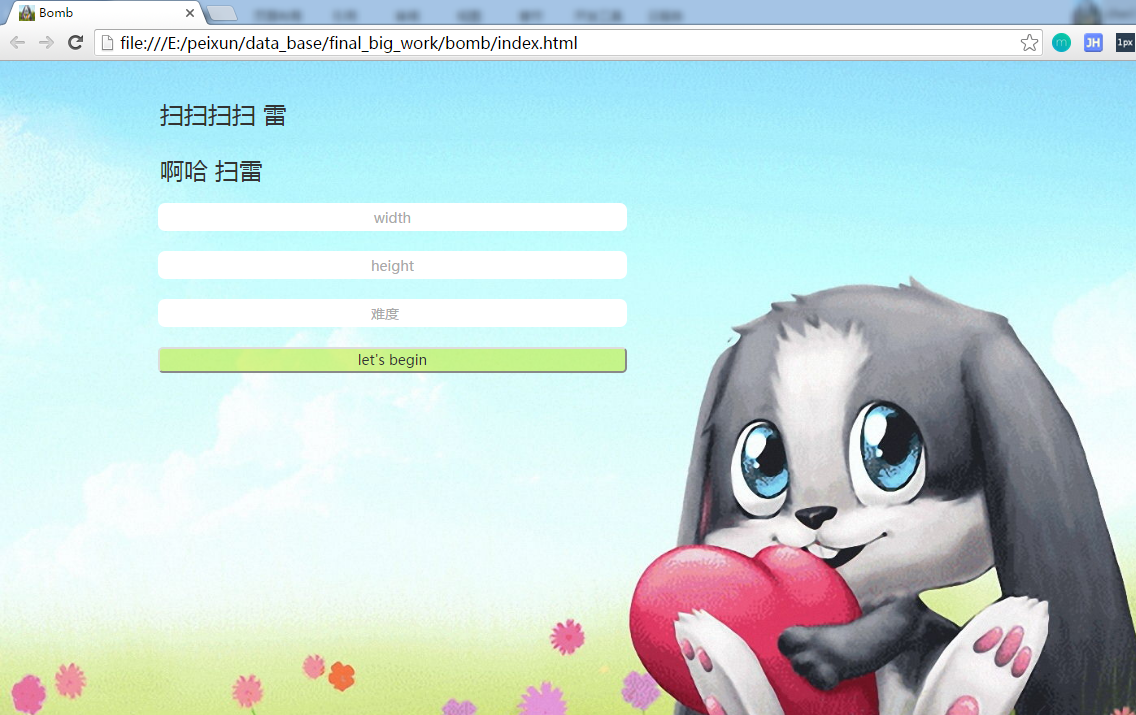 Bomb
file:///E:/peixun/data_base/final_big_work/bomb/index.html
m
JH
1px
扫扫扫扫 雷
啊哈 扫雷
width
height
难度
let's begin